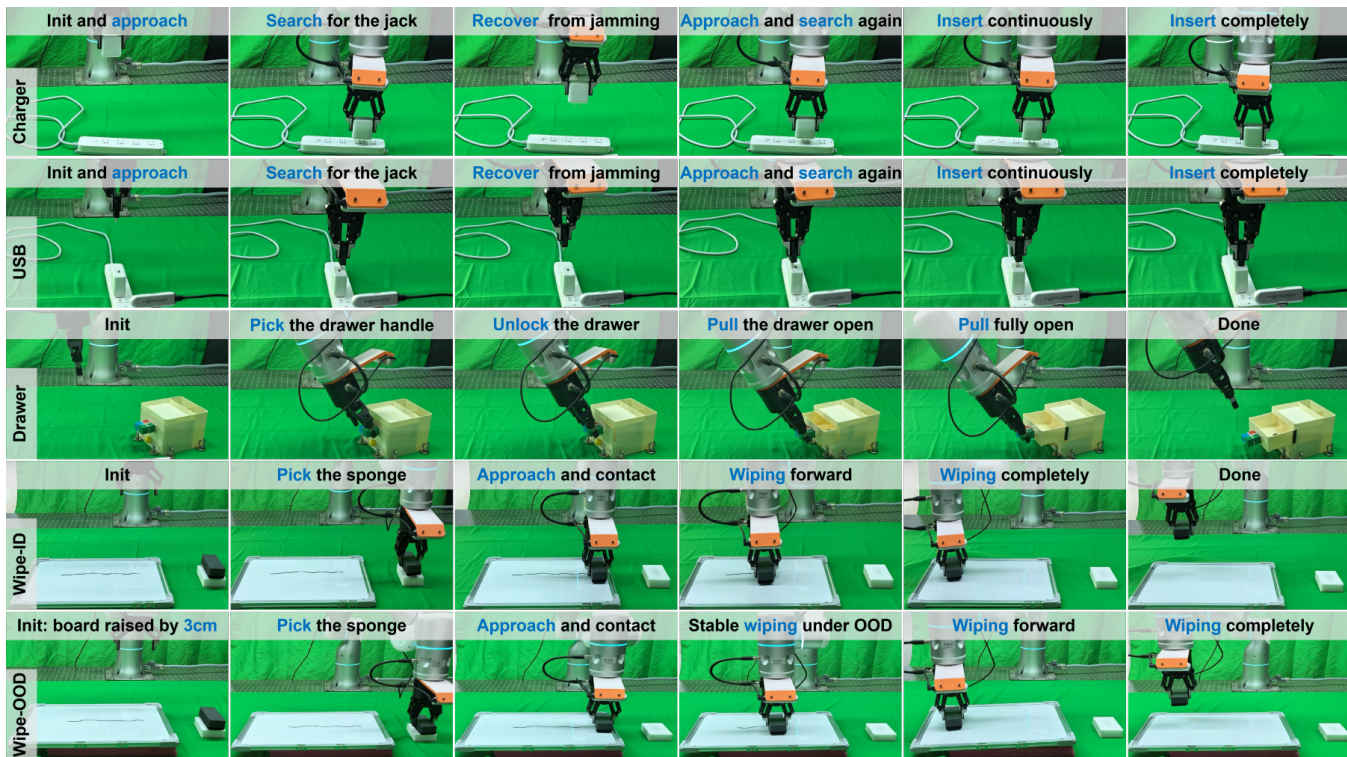 Init and approach
Search for the jack
Recover from jamming
Approach and search again
Insert continuously
Insert completely
Charger
Init and approach
Search for the jack
Recover from jamming
Approach and search again
Insert continuously
Insert completely
USB
Init
Pick the drawer handle
Unlock the drawer
Pull the drawer open
Pull fully open
Done
Drawer
Init
Pick the sponge
Approach and contact
Wiping forward
Wiping completely
Done
Wipe-ID
Init: board raised by 3cm
Pick the sponge
Approach and contact
Stable wiping under OOD
Wiping forward
Wiping completely
Wipe-OOD